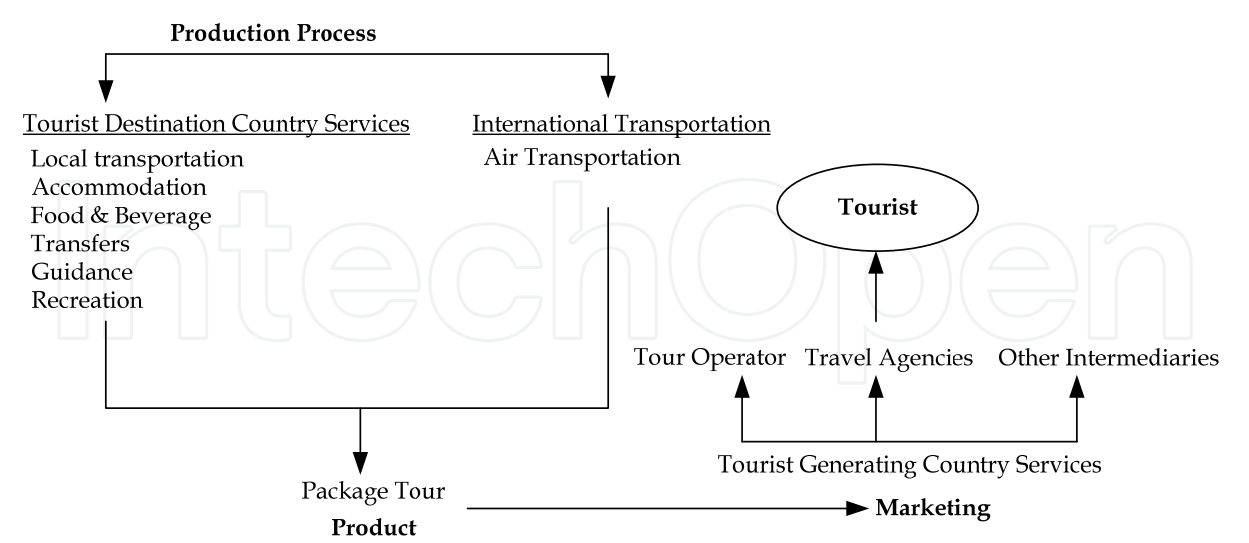 Production Process
Tourist Destination Country Services
Local transportation
Accommodation
Food & Beverage
Transfers
Guidance
Recreation
International Transportation
Air Transportation
Tourist
Tour Operator
Travel Agencies
Other Intermediaries
Tourist Generating Country Services
Marketing
Package Tour
Product
IntechOpen